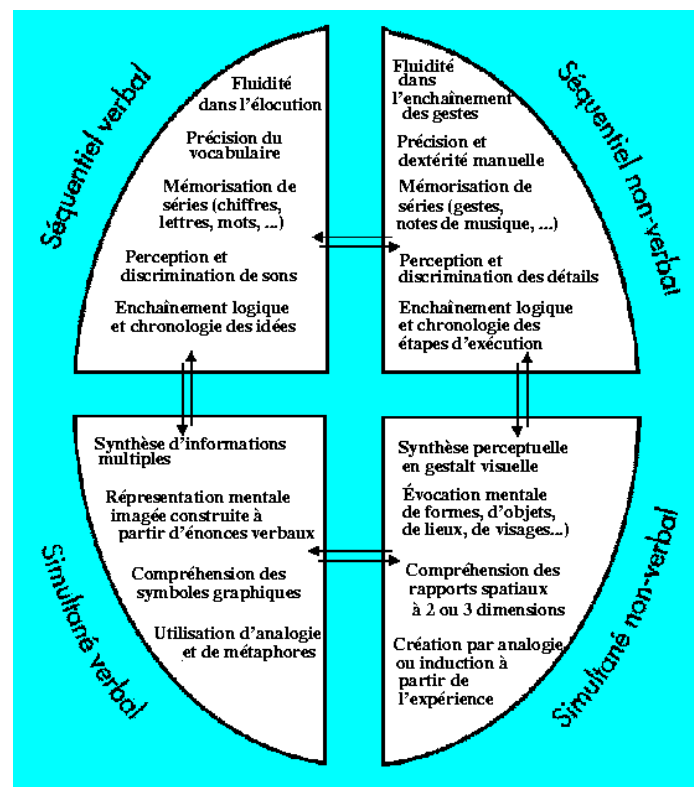 Séquentiel verbal
Fluidité
dans l'élocution
Précision du
vocabulaire
Mémorisation de
séries (chiffres,
lettres, mots, ...)
Perception et
discrimination de sons
Enchaînement logique
et chronologie des idées
Séquentiel non-verbal
Fluidité
dans
l'enchaînement
des gestes
Précision et
dextérité manuelle
Mémorisation de
séries (gestes,
notes de musique, ...)
Perception et
discrimination des détails
Enchaînement logique
et chronologie des
étapes d'exécution
Simultané verbal
Synthèse d'informations
multiples
Réprésentation mentale
imagée construite à
partir d'énonces verbaux
Compréhension des
symboles graphiques
Utilisation d'analogie
et de métaphores
Simultané non-verbal
Synthèse perceptuelle
en gestalt visuelle
Évocation mentale
de formes, d'objets,
de lieux, de visages...)
Compréhension des
rapports spatiaux
à 2 ou 3 dimensions
Création par analogie
ou induction à
partir de
l'expérience